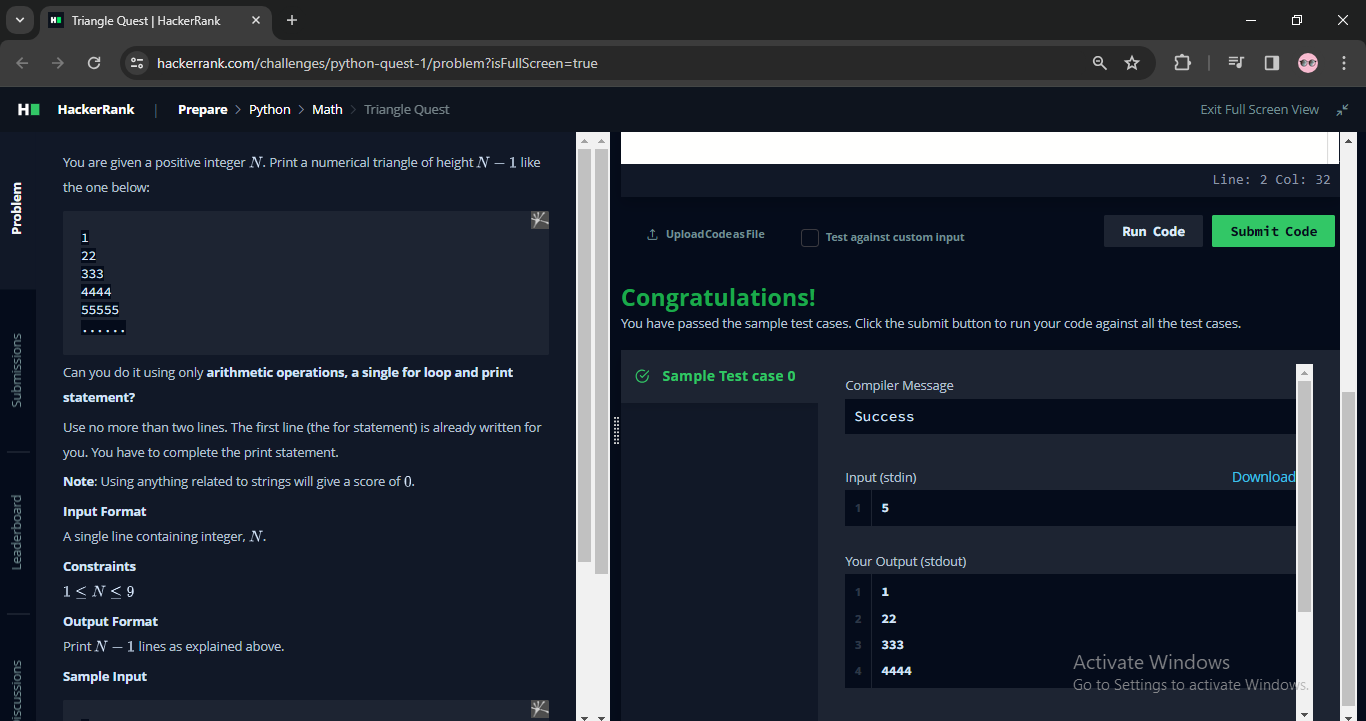 Triangle Quest | HackerRank
hackerrank.com/challenges/python-quest-1/problem?isFullScreen=true
HackerRank | Prepare > Python > Math > Triangle Quest
Exit Full Screen View
Problem
Submissions
Leaderboard
iscussions
You are given a positive integer N. Print a numerical triangle of height N − 1 like
the one below:
1
22
333
4444
55555
......
Can you do it using only arithmetic operations, a single for loop and print
statement?
Use no more than two lines. The first line (the for statement) is already written for
you. You have to complete the print statement.
Note: Using anything related to strings will give a score of 0.
Input Format
A single line containing integer, N.
Constraints
1 ≤ N ≤ 9
Output Format
Print N − 1 lines as explained above.
Sample Input
Line: 2 Col: 32
Upload Code as File
Test against custom input
Run Code
Submit Code
Congratulations!
You have passed the sample test cases. Click the submit button to run your code against all the test cases.
Sample Test case 0
Compiler Message
Success
Input (stdin)
Download
1 5
Your Output (stdout)
1 1
2 22
3 333
4 4444
Activate Windows
Go to Settings to activate Windows.